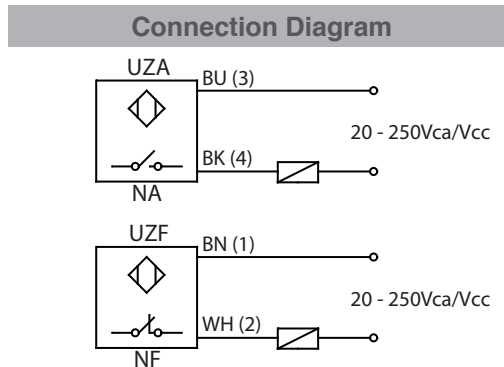 Connection Diagram
UZA
BU (3)
20 - 250Vca/Vcc
BK (4)
NA
UZF
BN (1)
20 - 250Vca/Vcc
WH (2)
NF